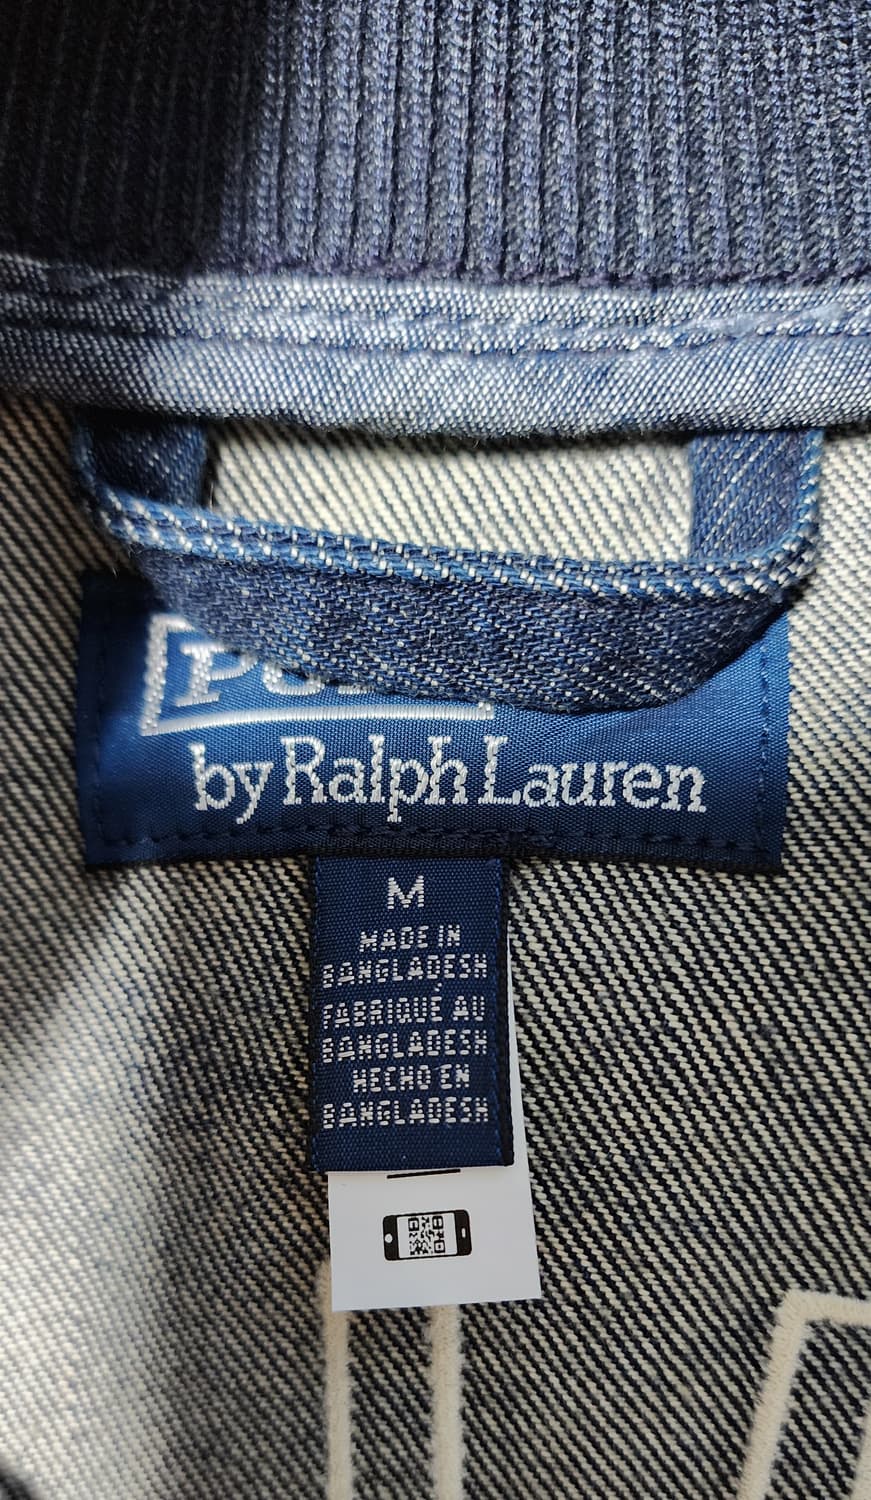 by Ralph Lauren
M
MADE IN
BANGLADESH
FABRIQUÉ AU
BANGLADESH
HECHO EN
BANGLADESH